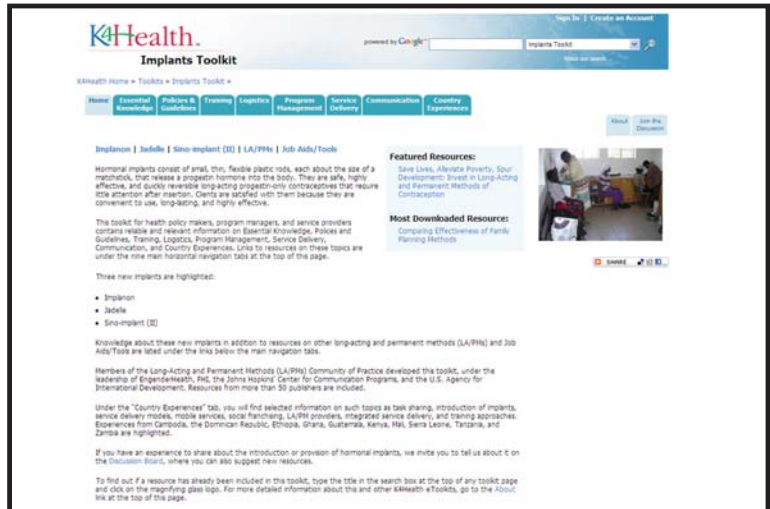 Sign In | Create an Account
K4Health
powered by Google
Implants Toolkit
Implants Toolkit
About our search
K4Health Home » Toolkits » Implants Toolkit »
Home
Essential Knowledge
Policies & Guidelines
Training
Logistics
Program Management
Service Delivery
Communication
Country Experiences
About
Join the Discussion
Implanon | Jadelle | Sino-implant (II) | LA/PMs | Job Aids/Tools
Hormonal implants consist of small, thin, flexible plastic rods, each about the size of a
matchstick, that release a progestin hormone into the body. They are safe, highly
effective, and quickly reversible long-acting progestin-only contraceptives that require
little attention after insertion. Clients are satisfied with them because they are
convenient to use, long-lasting, and highly effective.
This toolkit for health policy makers, program managers, and service providers
contains reliable and relevant information on Essential Knowledge, Polices and
Guidelines, Training, Logistics, Program Management, Service Delivery,
Communication, and Country Experiences. Links to resources on these topics are
under the nine main horizontal navigation tabs at the top of this page.
Featured Resources:
Save Lives, Alleviate Poverty, Spur
Development: Invest in Long-Acting
and Permanent Methods of
Contraception
Most Downloaded Resource:
Comparing Effectiveness of Family
Planning Methods
SHARE
Three new implants are highlighted:
• Implanon
• Jadelle
• Sino-implant (II)
Knowledge about these new implants in addition to resources on other long-acting and permanent methods (LA/PMs) and Job
Aids/Tools are listed under the links below the main navigation tabs.
Members of the Long-Acting and Permanent Methods (LA/PMs) Community of Practice developed this toolkit, under the
leadership of EngenderHealth, FHI, the Johns Hopkins' Center for Communication Programs, and the U.S. Agency for
International Development. Resources from more than 50 publishers are included.
Under the "Country Experiences" tab, you will find selected information on such topics as task sharing, introduction of implants,
service delivery models, mobile services, social franchising, LA/PM providers, integrated service delivery, and training approaches.
Experiences from Cambodia, the Dominican Republic, Ethiopia, Ghana, Guatemala, Kenya, Mali, Sierra Leone, Tanzania, and
Zambia are highlighted.
If you have an experience to share about the introduction or provision of hormonal implants, we invite you to tell us about it on
the Discussion Board, where you can also suggest new resources.
To find out if a resource has already been included in this toolkit, type the title in the search box at the top of any toolkit page
and click on the magnifying glass logo. For more detailed information about this and other K4Health eToolkits, go to the About
link at the top of this page.